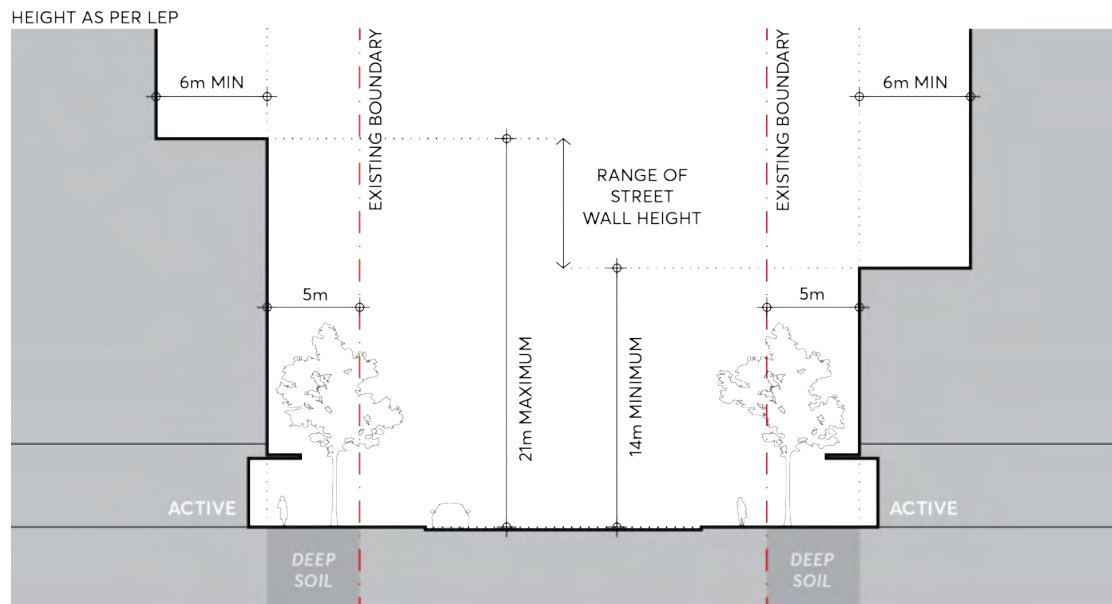 HEIGHT AS PER LEP
6m MIN
EXISTING BOUNDARY
EXISTING BOUNDARY
6m MIN
RANGE OF
STREET
WALL HEIGHT
5m
5m
21m MAXIMUM
14m MINIMUM
ACTIVE
ACTIVE
DEEP
SOIL
DEEP
SOIL